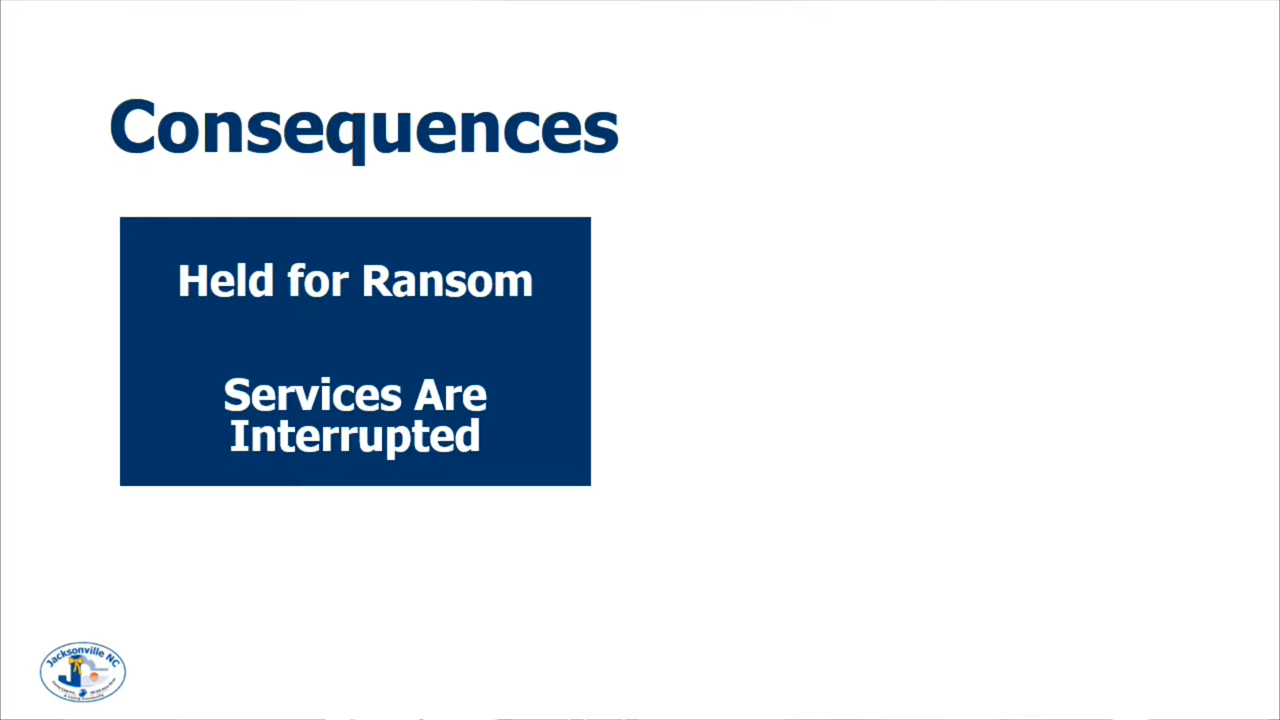 Consequences
Held for Ransom
Services Are
Interrupted
Jacksonville NC